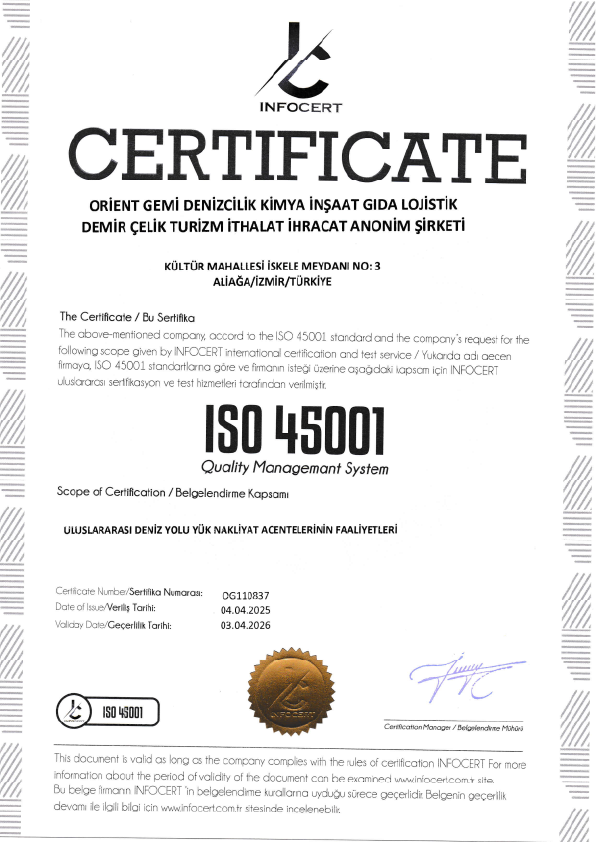 INFOCERT
CERTIFICATE
ORIENT GEMİ DENİZCİLİK KİMYA İNŞAAT GIDA LOJİSTİK
DEMİR ÇELİK TURİZM İTHALAT İHRACAT ANONİM ŞİRKETİ
KÜLTÜR MAHALLESİ İSKELE MEYDANI NO: 3
ALİAĞA/İZMİR/TÜRKİYE
The Certificate / Bu Sertifika
The above-mentioned company, accord to the ISO 45001 standard and the company's request for the
following scope given by INFOCERT international certification and test service / Yukarıda adı gecen
firmaya, ISO 45001 standartlarına göre ve firmanın isteği üzerine aşağıdaki kapsam için INFOCERT
uluslararası sertifikasyon ve test hizmetleri tarafından verilmiştir.
ISO 45001
Quality Managemant System
Scope of Certification / Belgelendirme Kapsamı
ULUSLARARASI DENİZ YOLU YÜK NAKLİYAT ACENTELERİNİN FAALİYETLERİ
Certificate Number/Sertifika Numarası: OG110837
Date of Issue/Veriliş Tarihi: 04.04.2025
Validay Date/Geçerlilik Tarihi: 03.04.2026
INFOCERT
ISO 45001
Certification Manager / Belgelendirme Mühürü
This document is valid as long as the company complies with the rules of certification INFOCERT For more
information about the period of validity of the document can be examined www.infocert.com.tr site.
Bu belge firmanın INFOCERT 'in belgelendirme kurallarına uyduğu sürece geçerlidir. Belgenin geçerlilik
devamı ile ilgili bilgi için www.infocert.com.tr sitesinde incelenebilir.